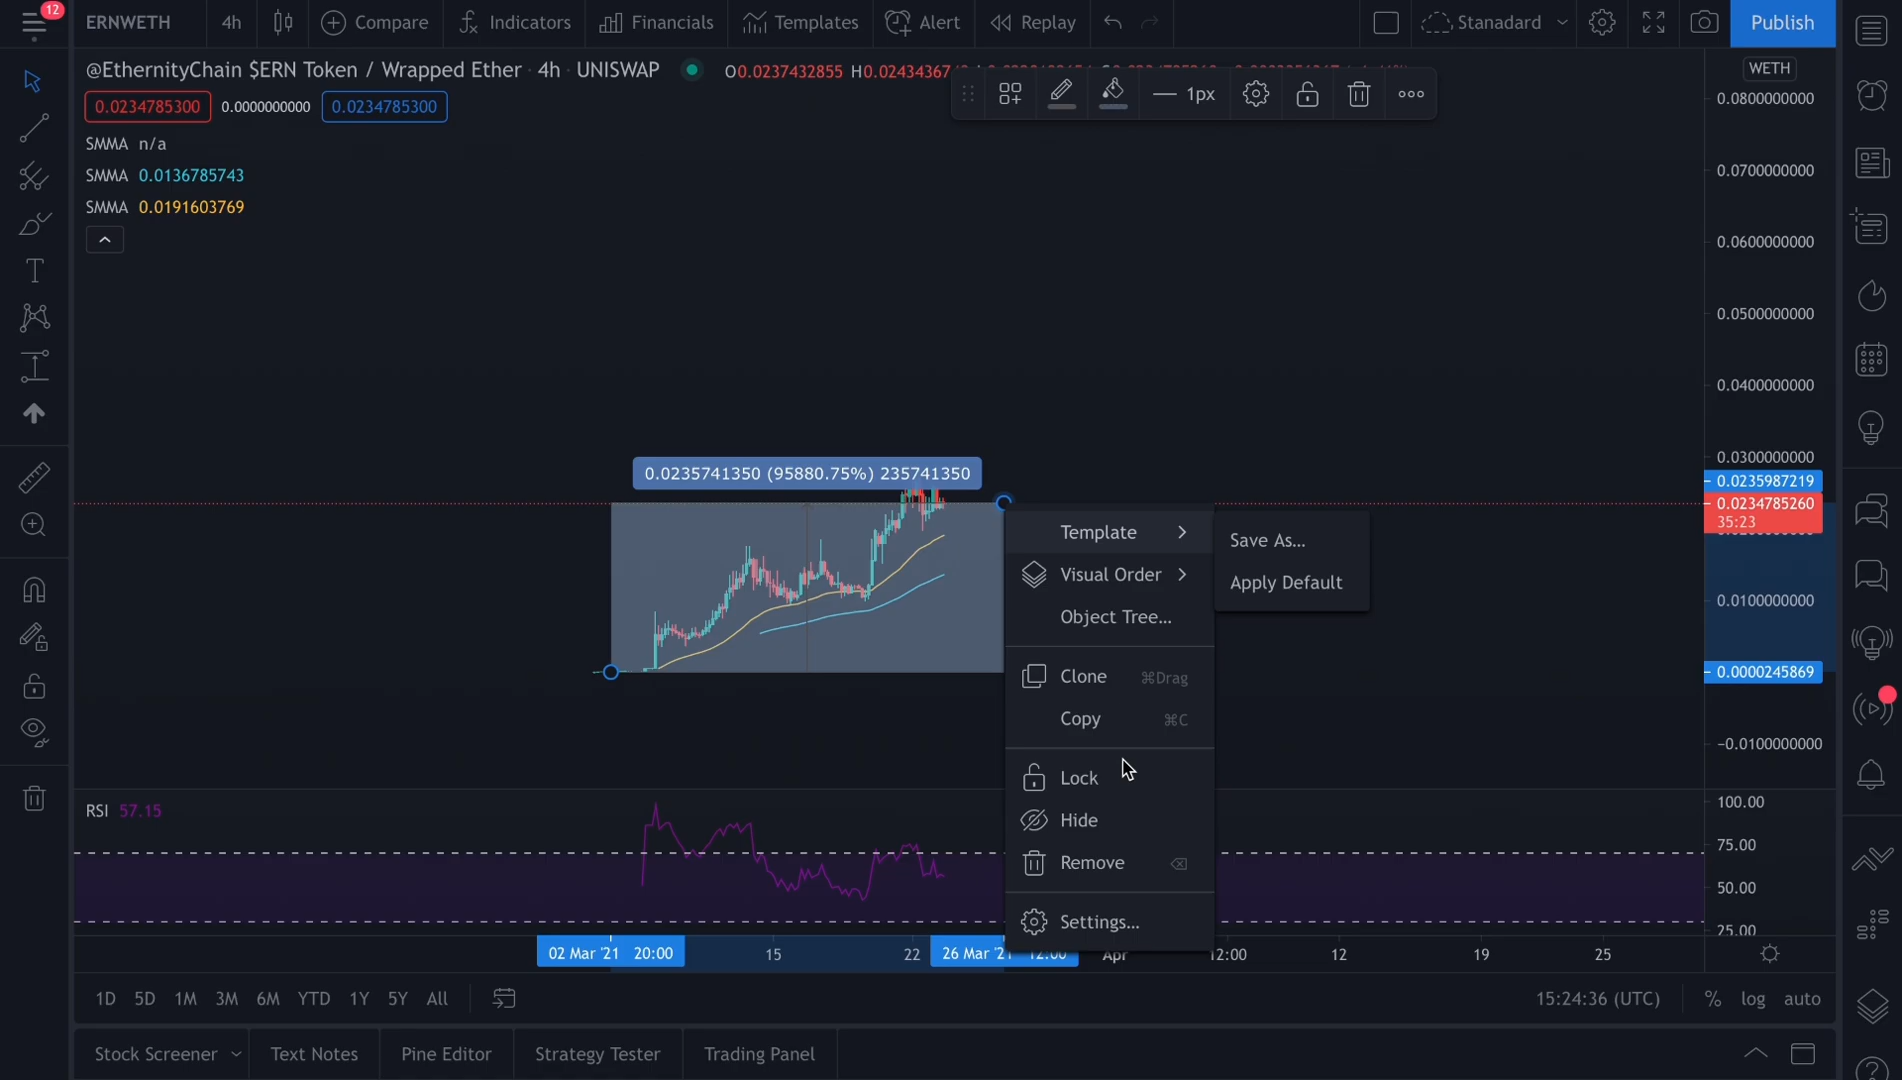 12
ERNWETH
4h
Compare
Indicators
Financials
Templates
Alert
Replay
Stanadard
Publish
@EthernityChain $ERN Token / Wrapped Ether · 4h · UNISWAP
O0.0237432855
1px
WETH
0.0234785300
0.0000000000
0.0234785300
SMMA n/a
SMMA 0.0136785743
SMMA 0.0191603769
0.0800000000
0.0700000000
0.0600000000
0.0500000000
0.0400000000
0.0300000000
0.0235987219
0.0234785260
35:23
0.0100000000
0.0000245869
−0.0100000000
0.0235741350 (95880.75%) 235741350
Template
Save As...
Visual Order
Apply Default
Object Tree...
Clone ⌘Drag
Copy ⌘C
Lock
Hide
Remove
Settings...
RSI 57.15
100.00
75.00
50.00
25.00
02 Mar '21 20:00
15
22
26 Mar '21 12:00
Apr
12:00
12
19
25
1D 5D 1M 3M 6M YTD 1Y 5Y All
15:24:36 (UTC)
% log auto
Stock Screener
Text Notes
Pine Editor
Strategy Tester
Trading Panel